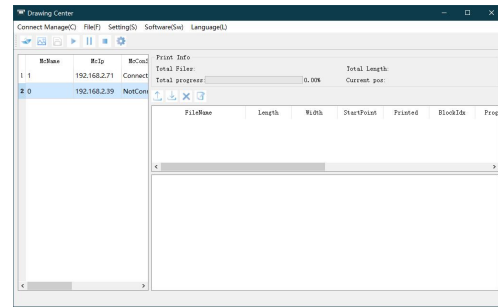 Drawing Center
Connect Manage(C) File(F) Setting(S) Software(Sw) Language(L)
McName McIp McConf
1 1 192.168.2.71 Connect
2 0 192.168.2.39 NotConn
Print Info
Total Files: Total Length:
Total progress: 0.00% Current pos:
FileName Length Width StartPoint Printed BlockIdx Prog